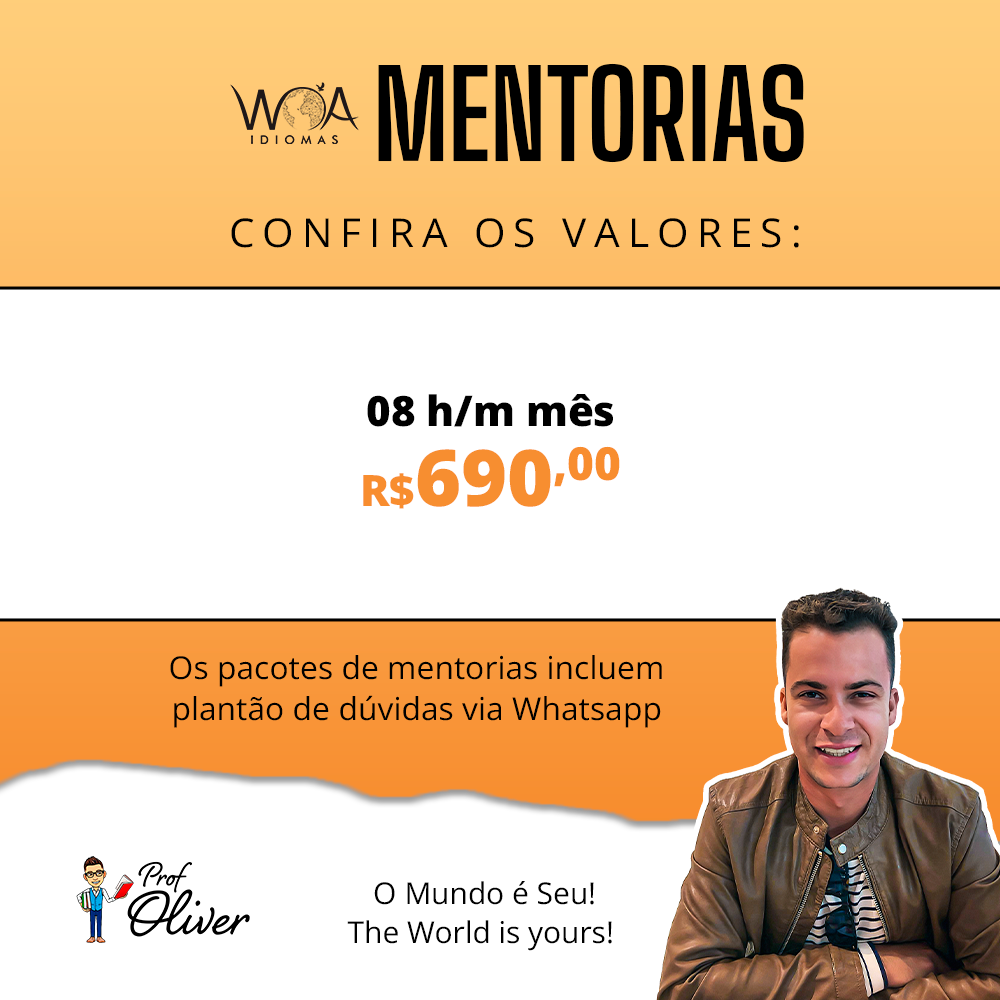 WOA
IDIOMAS
MENTORIAS
CONFIRA OS VALORES:
08 h/m mês
R$690,00
Os pacotes de mentorias incluem
plantão de dúvidas via Whatsapp
Prof
Oliver
O Mundo é Seu!
The World is yours!